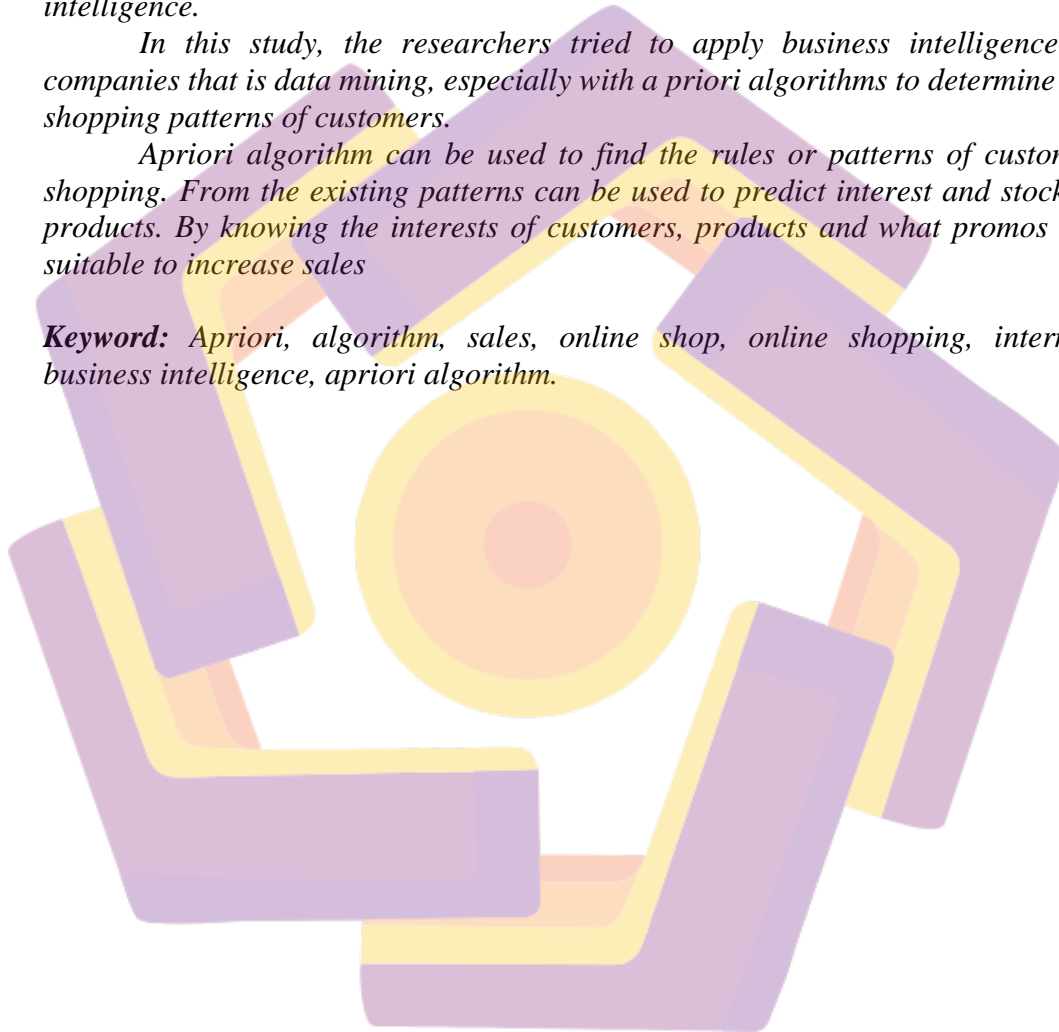 intelligence.
In this study, the researchers tried to apply business intelligence
companies that is data mining, especially with a priori algorithms to determine
shopping patterns of customers.
Apriori algorithm can be used to find the rules or patterns of custom
shopping. From the existing patterns can be used to predict interest and stock
products. By knowing the interests of customers, products and what promos
suitable to increase sales
Keyword: Apriori, algorithm, sales, online shop, online shopping, intern
business intelligence, apriori algorithm.